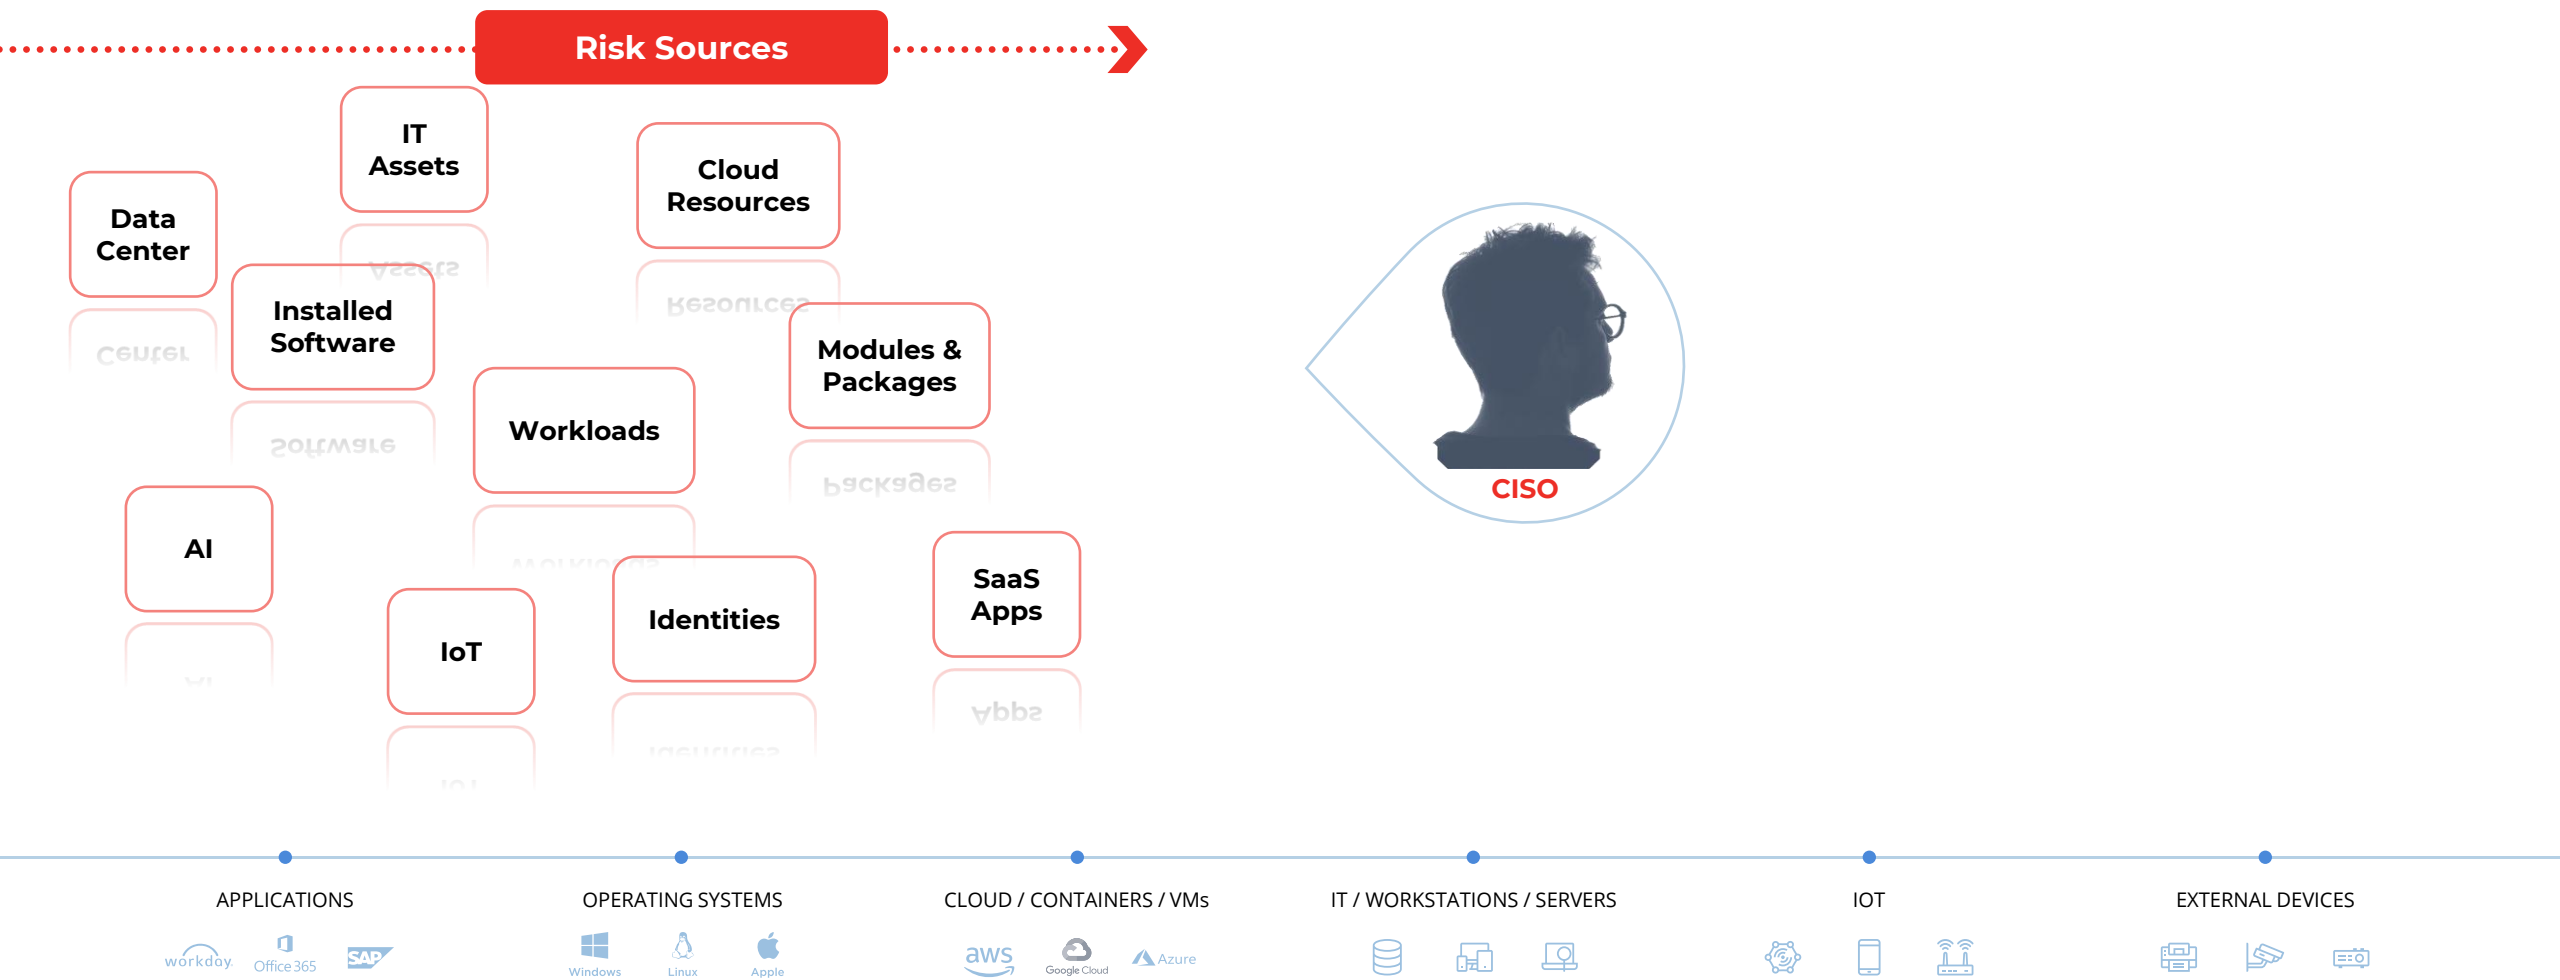 Risk Sources
IT
Assets
Cloud
Resources
Data
Center
Installed
Software
Modules &
Packages
Workloads
CISO
AI
SaaS
Apps
Identities
IoT
APPLICATIONS
OPERATING SYSTEMS
CLOUD / CONTAINERS / VMs
IT / WORKSTATIONS / SERVERS
IOT
EXTERNAL DEVICES
workday.
Office 365
SAP
Windows
Linux
Apple
aws
Google Cloud
Azure